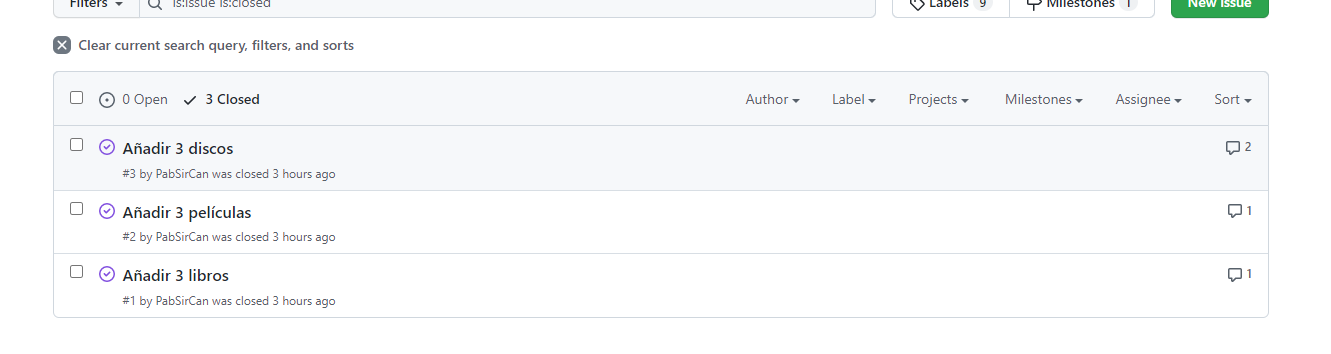 Filters is:issue is:closed Labels 9 Milestones 1 New issue
Clear current search query, filters, and sorts
0 Open 3 Closed Author Label Projects Milestones Assignee Sort
Añadir 3 discos 2
#3 by PabSirCan was closed 3 hours ago
Añadir 3 películas 1
#2 by PabSirCan was closed 3 hours ago
Añadir 3 libros 1
#1 by PabSirCan was closed 3 hours ago